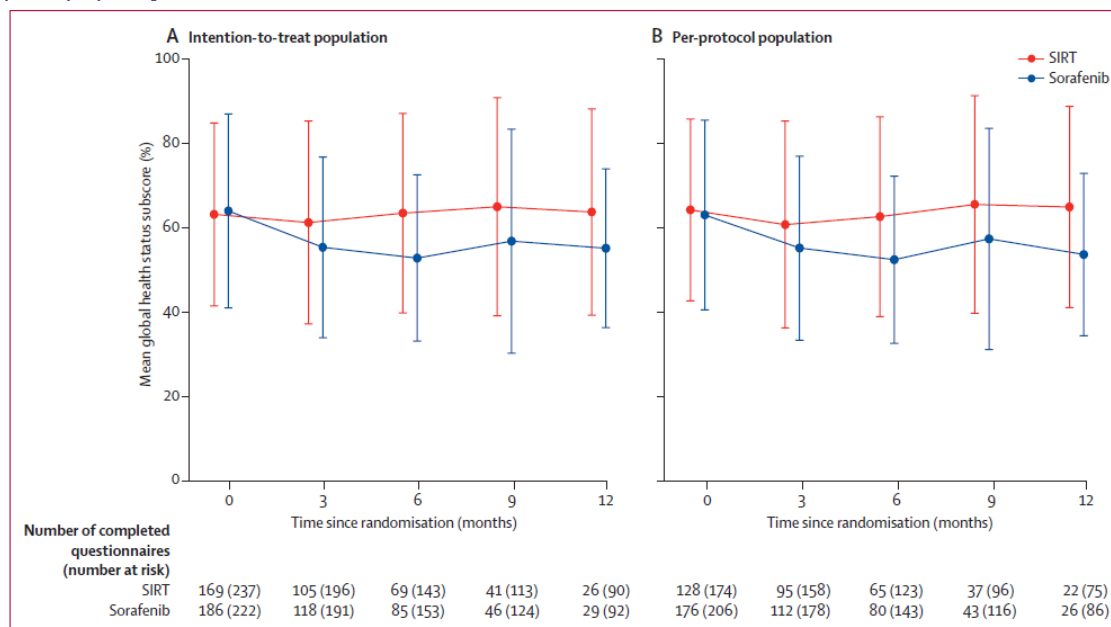 A Intention-to-treat population
B Per-protocol population
SIRT
Sorafenib
Mean global health status subscore (%)
100
80
60
40
20
0
0 3 6 9 12
Time since randomisation (months)
0 3 6 9 12
Time since randomisation (months)
Number of completed
questionnaires
(number at risk)
SIRT 169 (237) 105 (196) 69 (143) 41 (113) 26 (90) 128 (174) 95 (158) 65 (123) 37 (96) 22 (75)
Sorafenib 186 (222) 118 (191) 85 (153) 46 (124) 29 (92) 176 (206) 112 (178) 80 (143) 43 (116) 26 (86)